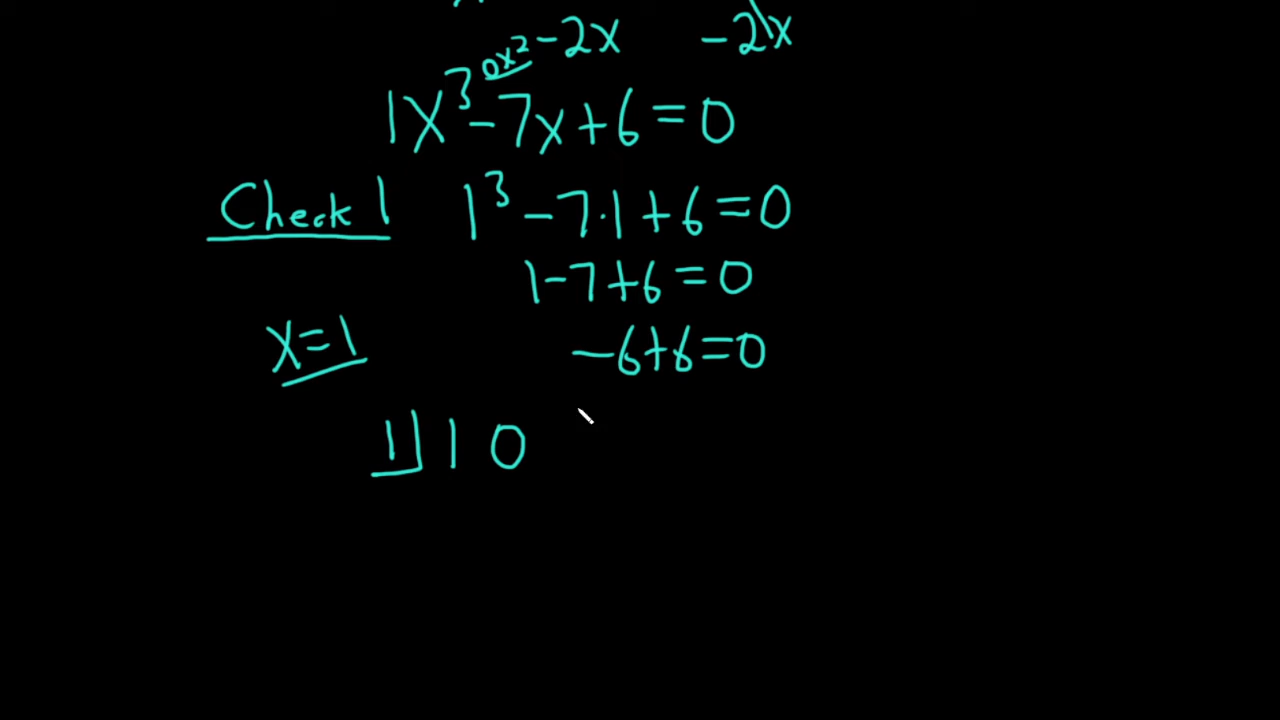 -2x -2x
1x³ 0x² -7x+6=0
Check 1 1³ -7·1+6=0
1-7+6=0
x=1 -6+6=0
1| 1 0